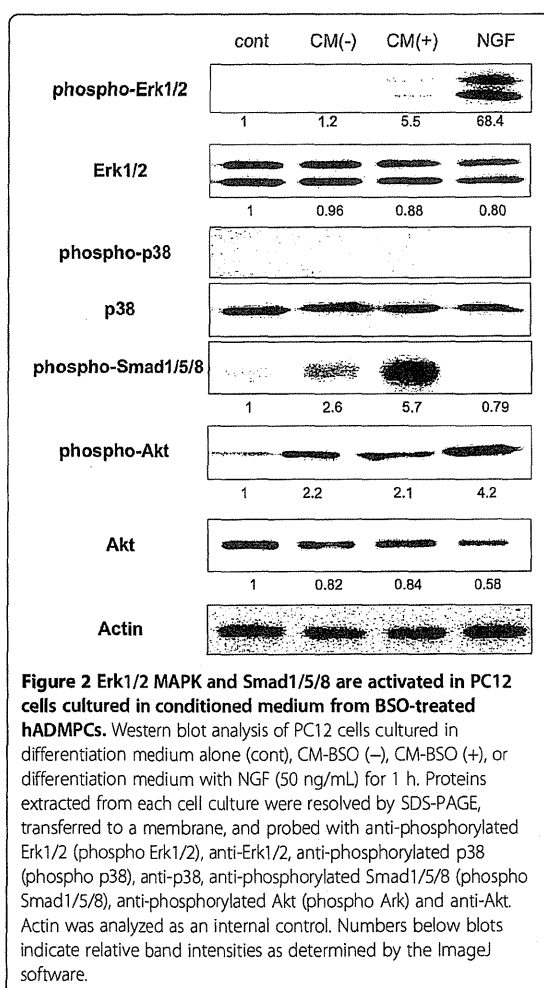 cont CM(-) CM(+) NGF
phospho-Erk1/2
1 1.2 5.5 68.4
Erk1/2
1 0.96 0.88 0.80
phospho-p38
p38
phospho-Smad1/5/8
1 2.6 5.7 0.79
phospho-Akt
1 2.2 2.1 4.2
Akt
1 0.82 0.84 0.58
Actin
Figure 2 Erk1/2 MAPK and Smad1/5/8 are activated in PC12
cells cultured in conditioned medium from BSO-treated
hADMPCs. Western blot analysis of PC12 cells cultured in
differentiation medium alone (cont), CM-BSO (−), CM-BSO (+), or
differentiation medium with NGF (50 ng/mL) for 1 h. Proteins
extracted from each cell culture were resolved by SDS-PAGE,
transferred to a membrane, and probed with anti-phosphorylated
Erk1/2 (phospho Erk1/2), anti-Erk1/2, anti-phosphorylated p38
(phospho p38), anti-p38, anti-phosphorylated Smad1/5/8 (phospho
Smad1/5/8), anti-phosphorylated Akt (phospho Ark) and anti-Akt.
Actin was analyzed as an internal control. Numbers below blots
indicate relative band intensities as determined by the ImageJ
software.